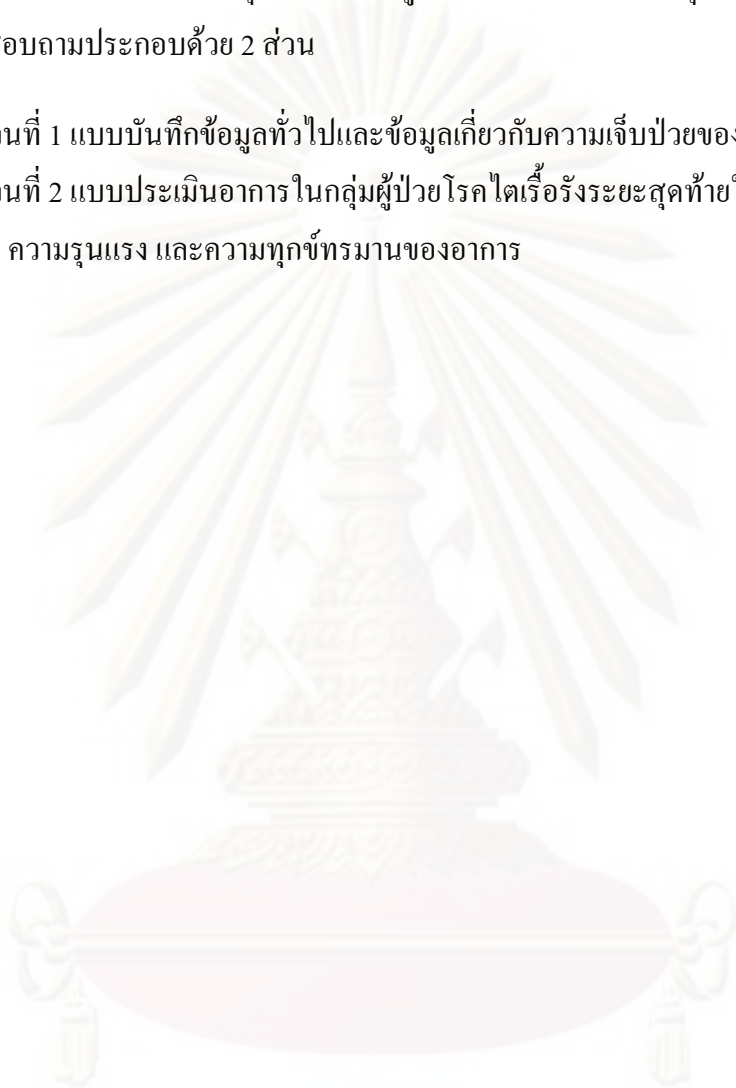 อบถามประกอบด้วย 2 ส่วน
นที่ 1 แบบบันทึกข้อมูลทั่วไปและข้อมูลเกี่ยวกับความเจ็บป่วยของ
นที่ 2 แบบประเมินอาการในกลุ่มผู้ป่วยโรคไตเรื้อรังระยะสุดท้าย
ความรุนแรง และความทุกข์ทรมานของอาการ